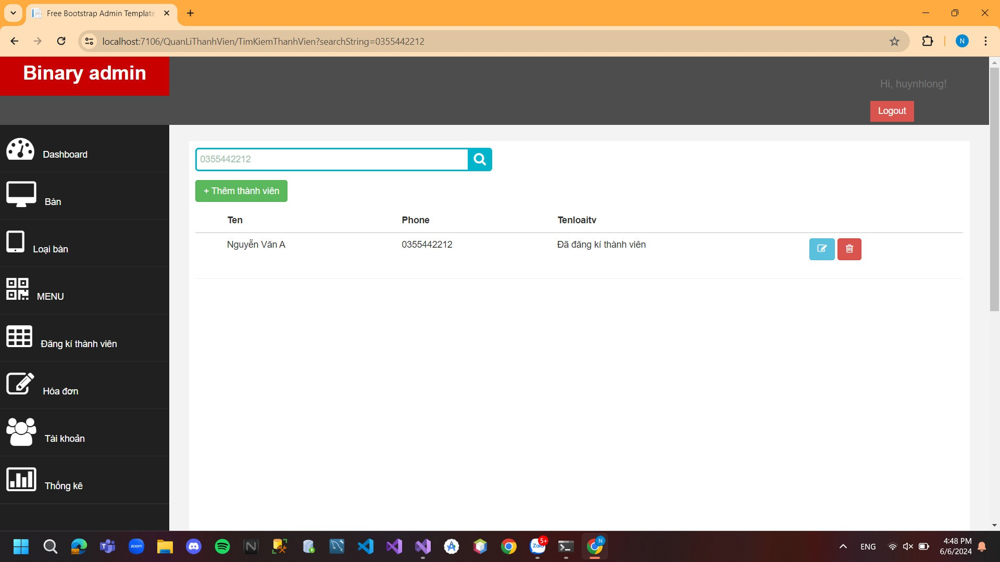 Free Bootstrap Admin Template
localhost:7106/QuanLiThanhVien/TimKiemThanhVien?searchString=0355442212
N
Binary admin
Hi, huynhlong!
Logout
Dashboard
Bàn
Loại bàn
MENU
Đăng kí thành viên
Hóa đơn
Tài khoản
Thống kê
0355442212
+ Thêm thành viên
Ten Phone Tenloaitv
Nguyễn Văn A 0355442212 Đã đăng kí thành viên
zoom
Zalo
5+
N
ENG
4:48 PM
6/6/2024